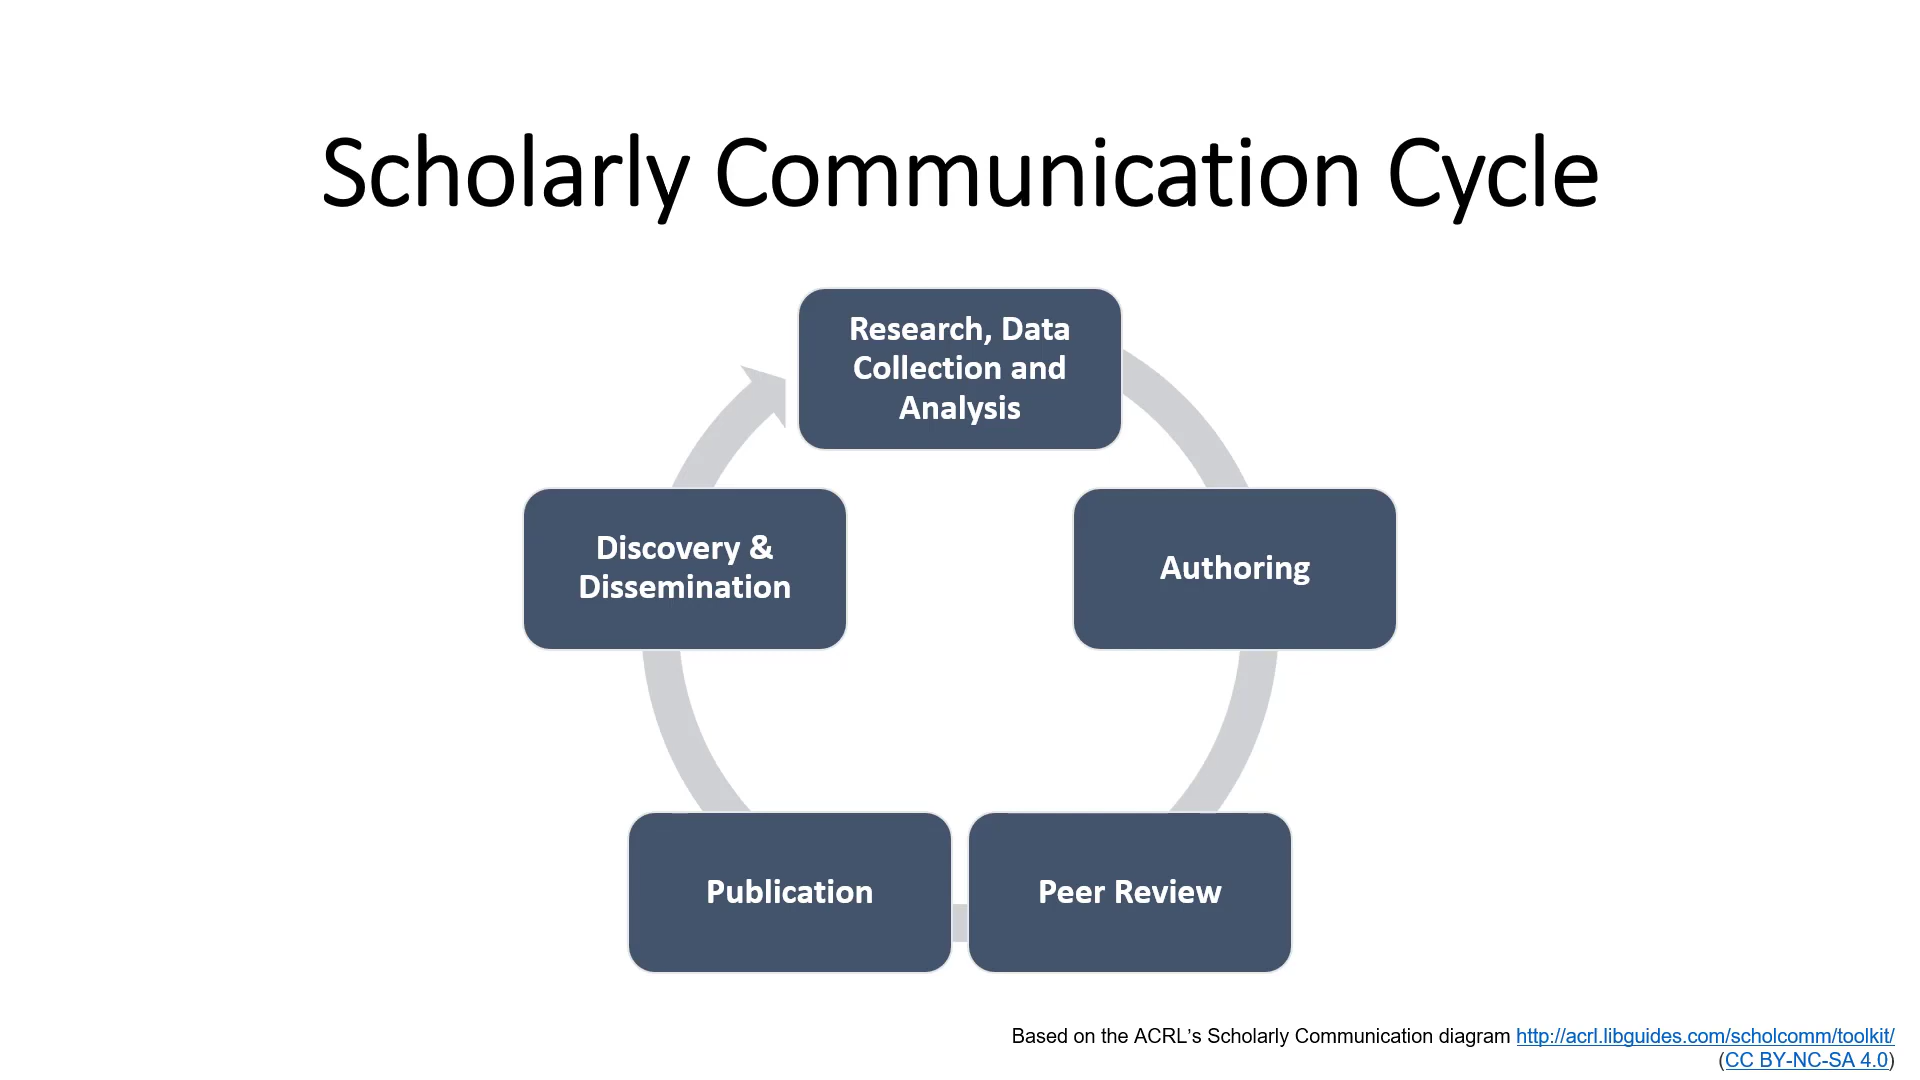 Scholarly Communication Cycle
Research, Data
Collection and
Analysis
Authoring
Peer Review
Publication
Discovery &
Dissemination
Based on the ACRL’s Scholarly Communication diagram http://acrl.libguides.com/scholcomm/toolkit/
(CC BY-NC-SA 4.0)